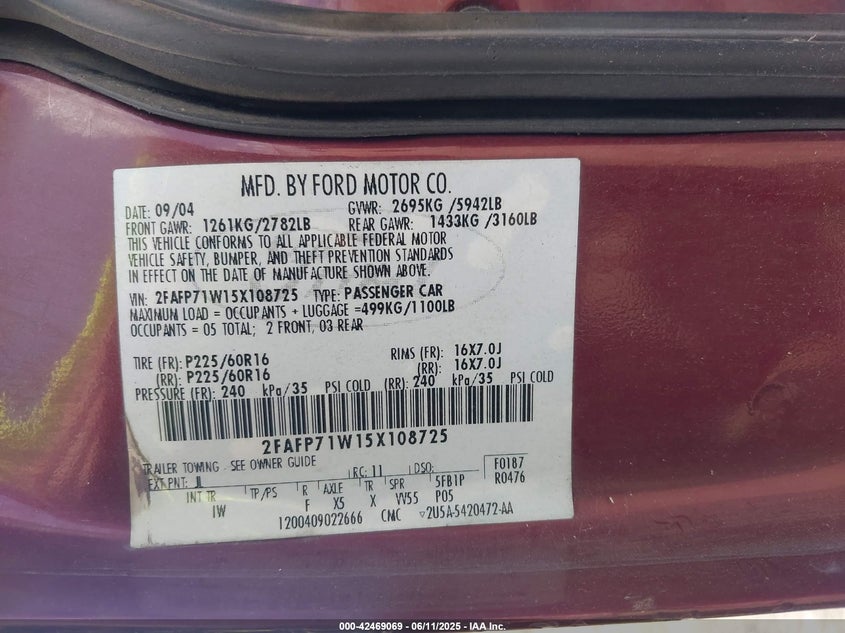 MFD. BY FORD MOTOR CO.
DATE: 09/04 GVWR: 2695KG /5942LB
FRONT GAWR: 1261KG/2782LB REAR GAWR: 1433KG /3160LB
THIS VEHICLE CONFORMS TO ALL APPLICABLE FEDERAL MOTOR
VEHICLE SAFETY, BUMPER, AND THEFT PREVENTION STANDARDS
IN EFFECT ON THE DATE OF MANUFACTURE SHOWN ABOVE.
VIN: 2FAFP71W15X108725 TYPE: PASSENGER CAR
MAXIMUM LOAD = OCCUPANTS + LUGGAGE =499KG/1100LB
OCCUPANTS = 05 TOTAL; 2 FRONT, 03 REAR
TIRE (FR): P225/60R16 RIMS (FR): 16X7.0J
(RR): P225/60R16 (RR): 16X7.0J
PRESSURE (FR): 240 kPa/35 PSI COLD (RR): 240 kPa/35 PSI COLD
2FAFP71W15X108725
TRAILER TOWING - SEE OWNER GUIDE
EXT PNT: RC: 11 DSO: F0187
INT TR TP/PS R AXLE TR SPR 5FB1P R0476
IW F X5 X VV55 P05
1200409022666 CMC ▽2U5A-5420472-AA
000-42469069 - 06/11/2025 - IAA Inc.